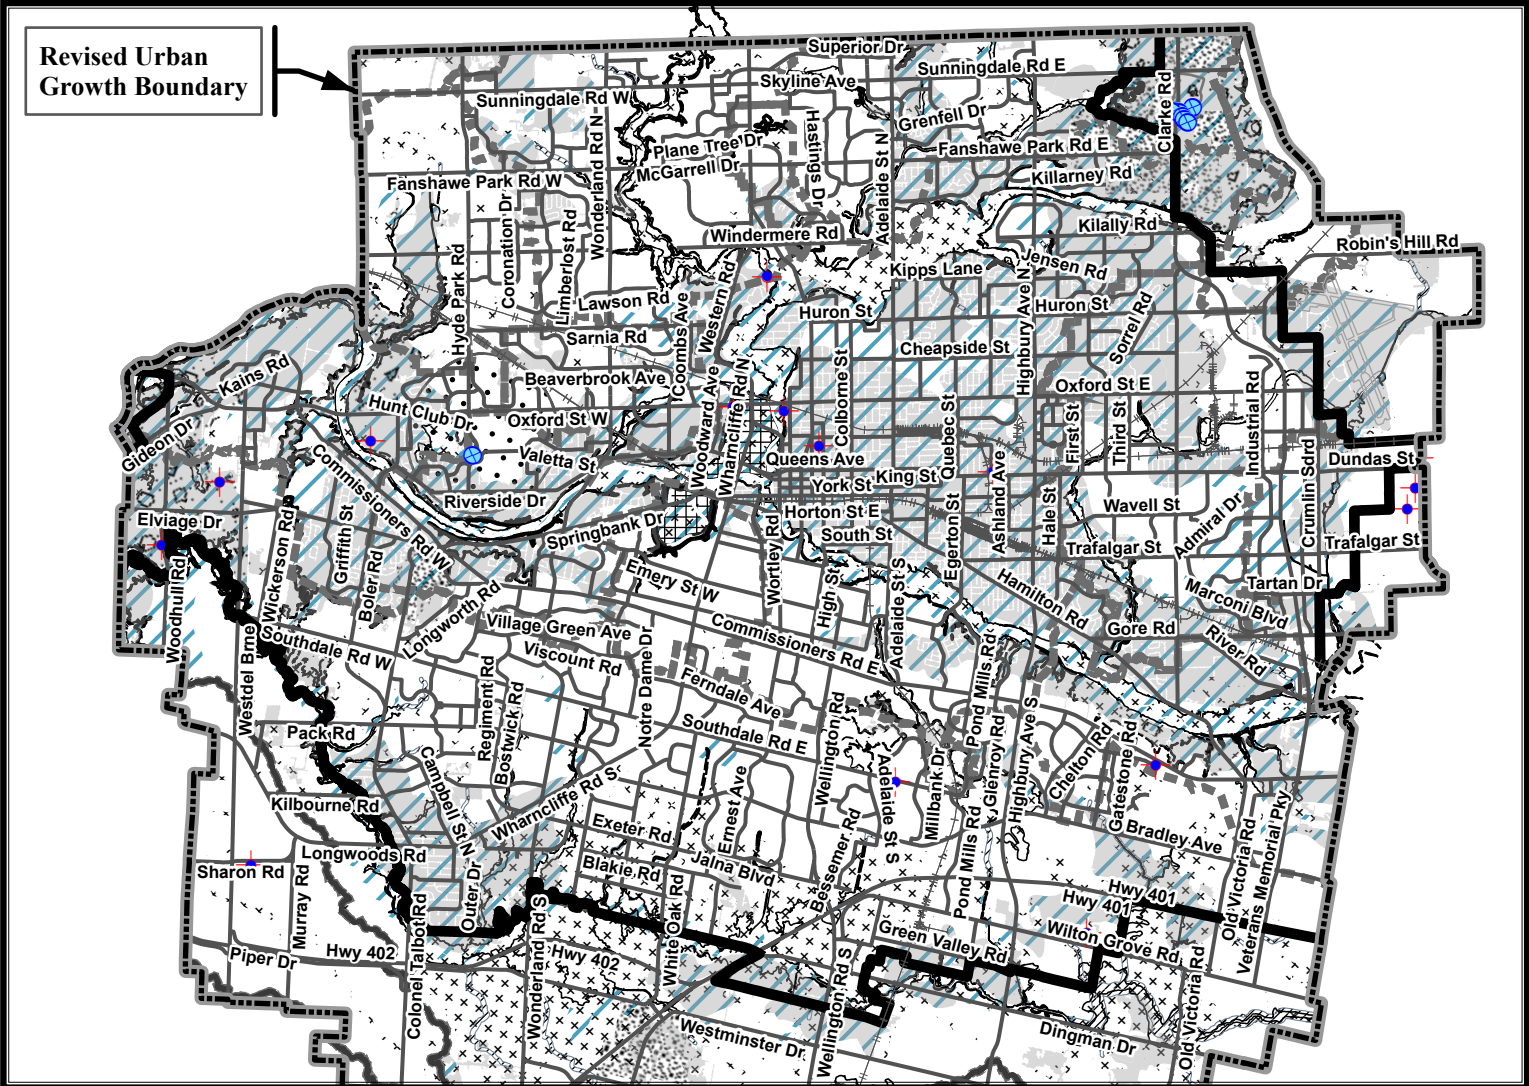 Revised Urban
Growth Boundary
Superior Dr
Sunningdale Rd E
Skyline Ave
Sunningdale Rd W
Clarke Rd
Grenfell Dr
Hastings Dr
Wonderland Rd N
Plane Tree Dr
Fanshawe Park Rd E
McGarrell Dr
Adelaide St N
Killarney Rd
Fanshawe Park Rd W
Coronation Dr
Limberlost Rd
Windermere Rd
Kilally Rd
Robin's Hill Rd
Hyde Park Rd
Kipps Lane
Jensen Rd
Western Rd
Lawson Rd
Coombs Ave
Huron St
Highbury Ave N
Huron St
Sorrel Rd
Sarnia Rd
Cheapside St
Colborne St
Kains Rd
Beaverbrook Ave
Oxford St E
Wharncliffe Rd N
Woodward Ave
Quebec St
First St
Third St
Industrial Rd
Hunt Club Dr
Oxford St W
Gideon Dr
Valetta St
Queens Ave
Dundas St
Commissioners Rd W
King St
York St
Ashland Ave
Crumlin Sdrd
Riverside Dr
Horton St E
Wavell St
Elviage Dr
Springbank Dr
South St
Egerton St
Hale St
Admiral Dr
Trafalgar St
Trafalgar St
Wickerson Rd
Griffith St
Boler Rd
Wortley Rd
High St
Emery St W
Hamilton Rd
Tartan Dr
Marconi Blvd
Woodhull Rd
Longworth Rd
Adelaide St S
Village Green Ave
Commissioners Rd E
Gore Rd
River Rd
Southdale Rd W
Viscount Rd
Notre Dame Dr
Westdel Brne
Ferndale Ave
Pond Mills Rd
Regiment Rd
Bostwick Rd
Wellington Rd
Highbury Ave S
Glenroy Rd
Pack Rd
Southdale Rd E
Chelton Rd
Gatestone Rd
Campbell St N
Adelaide St S
Millbank Dr
Kilbourne Rd
Wharncliffe Rd S
Ernest Ave
Exeter Rd
Bradley Ave
Longwoods Rd
Blakie Rd
Jalna Blvd
Bessemer Rd
Pond Mills Rd
Old Victoria Rd
Veterans Memorial Pky
Sharon Rd
Murray Rd
Outer Dr
Hwy 401
Hwy 401
White Oak Rd
Colonel Talbot Rd
Wonderland Rd S
Green Valley Rd
Wilton Grove Rd
Piper Dr
Hwy 402
Hwy 402
Wellington Rd S
Old Victoria Rd
Westminster Dr
Dingman Dr